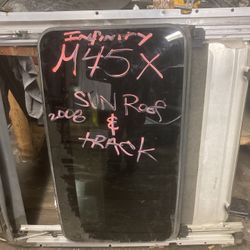 INFINITY
M45X
SUN Roof
2008 &
tRACK